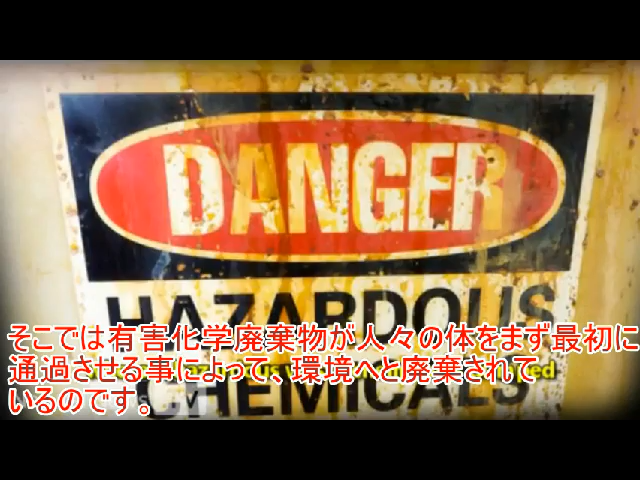 DANGER
HAZARDOUS
そこでは有害化学廃棄物が人々の体をまず最初に
通過させる事によって、環境へと廃棄されて
いるのです。
CHEMICALS